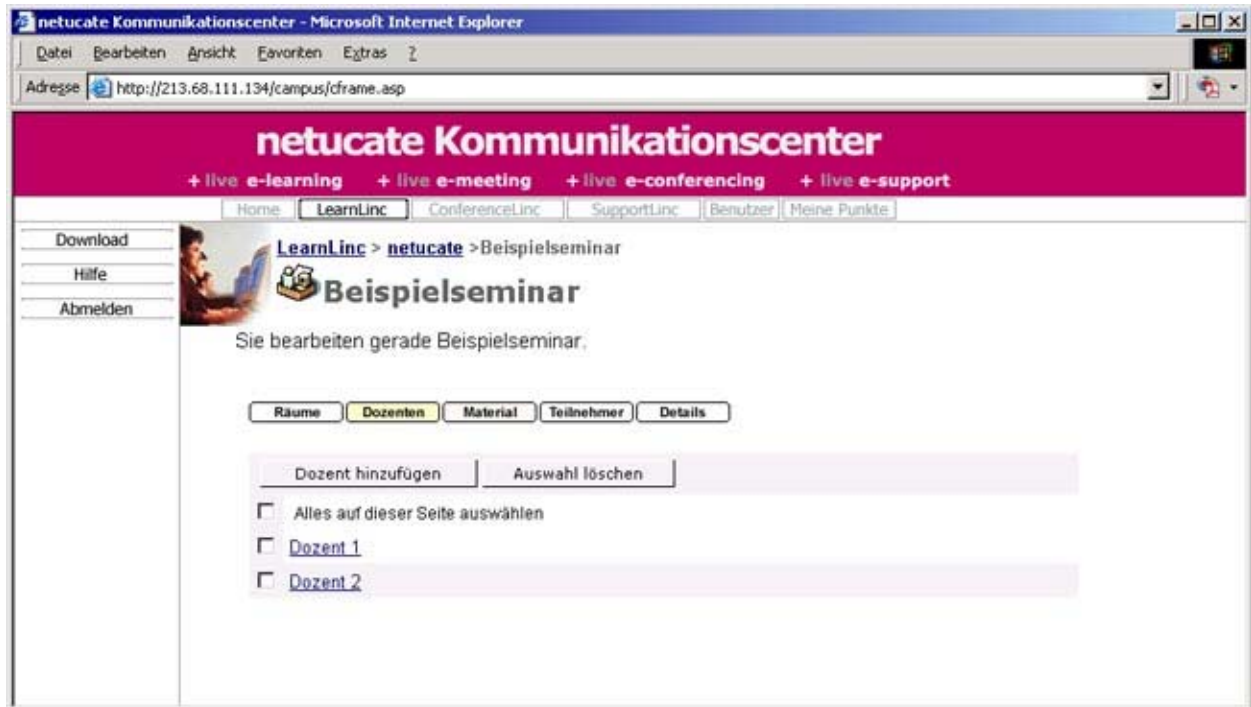 netucate Kommunikationscenter - Microsoft Internet Explorer
Datei Bearbeiten Ansicht Favoriten Extras ?
Adresse http://213.68.111.134/campus/cframe.asp
netucate Kommunikationscenter
+ live e-learning + live e-meeting + live e-conferencing + live e-support
Home LearnLinc ConferenceLinc SupportLinc Benutzer Meine Punkte
Download
Hilfe
Abmelden
LearnLinc > netucate >Beispielseminar
Beispielseminar
Sie bearbeiten gerade Beispielseminar.
Räume Dozenten Material Teilnehmer Details
Dozent hinzufügen Auswahl löschen
Alles auf dieser Seite auswählen
Dozent 1
Dozent 2